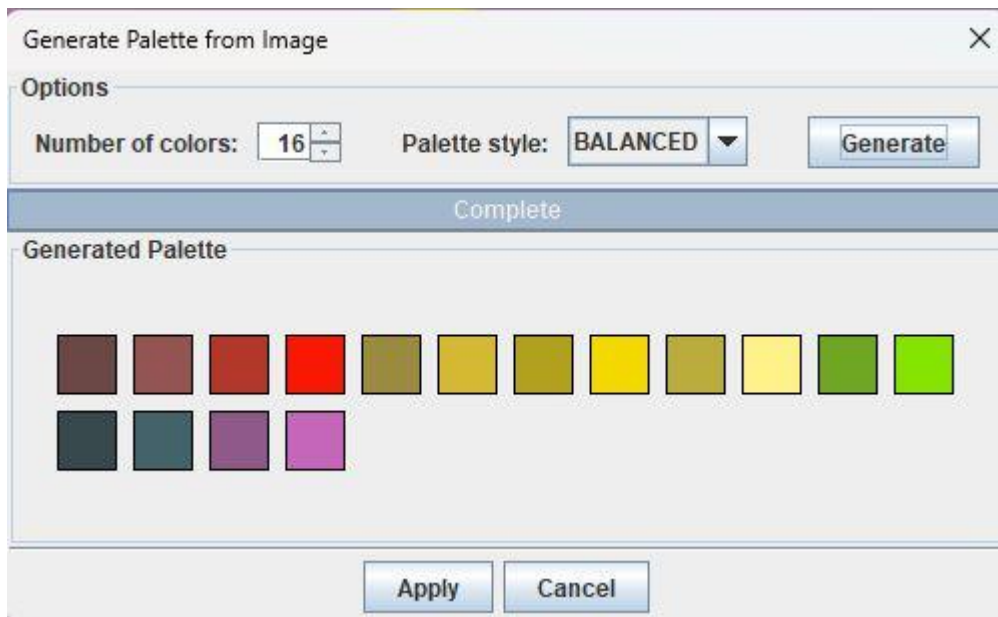 Generate Palette from Image
Options
Number of colors: 16 Palette style: BALANCED Generate
Complete
Generated Palette
Apply Cancel